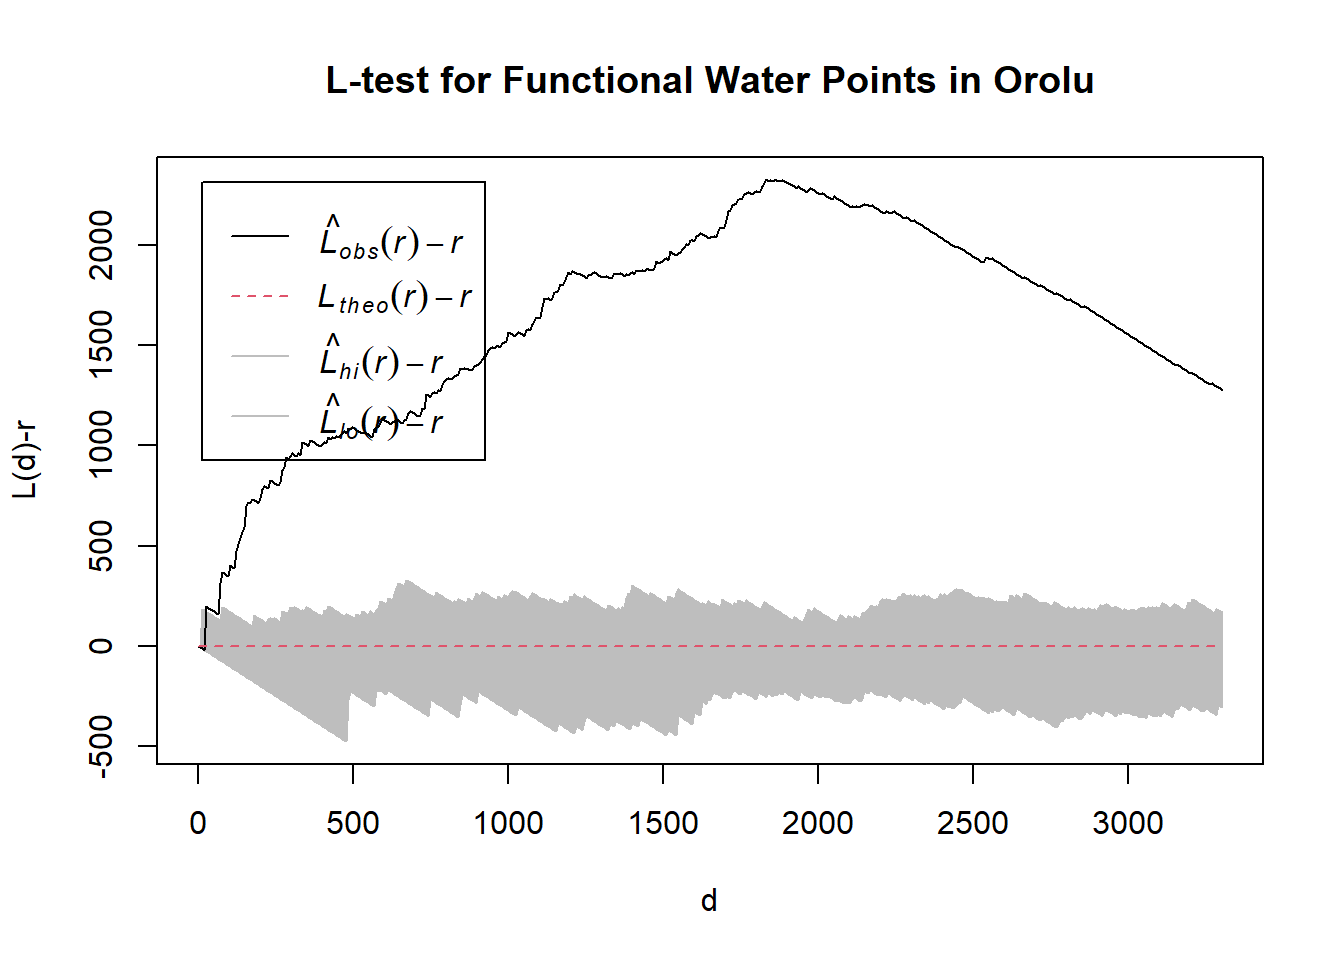 L-test for Functional Water Points in Orolu
L̂obs(r) − r
Ltheo(r) − r
L̂hi(r) − r
L̂lo(r) − r
L(d)-r
2000
1500
1000
500
0
-500
0 500 1000 1500 2000 2500 3000
d